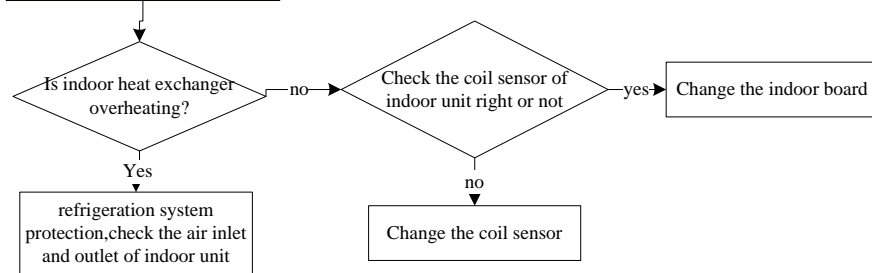 Is indoor heat exchanger
overheating?
no
Check the coil sensor of
indoor unit right or not
yes
Change the indoor board
Yes
no
refrigeration system
protection,check the air inlet
and outlet of indoor unit
Change the coil sensor